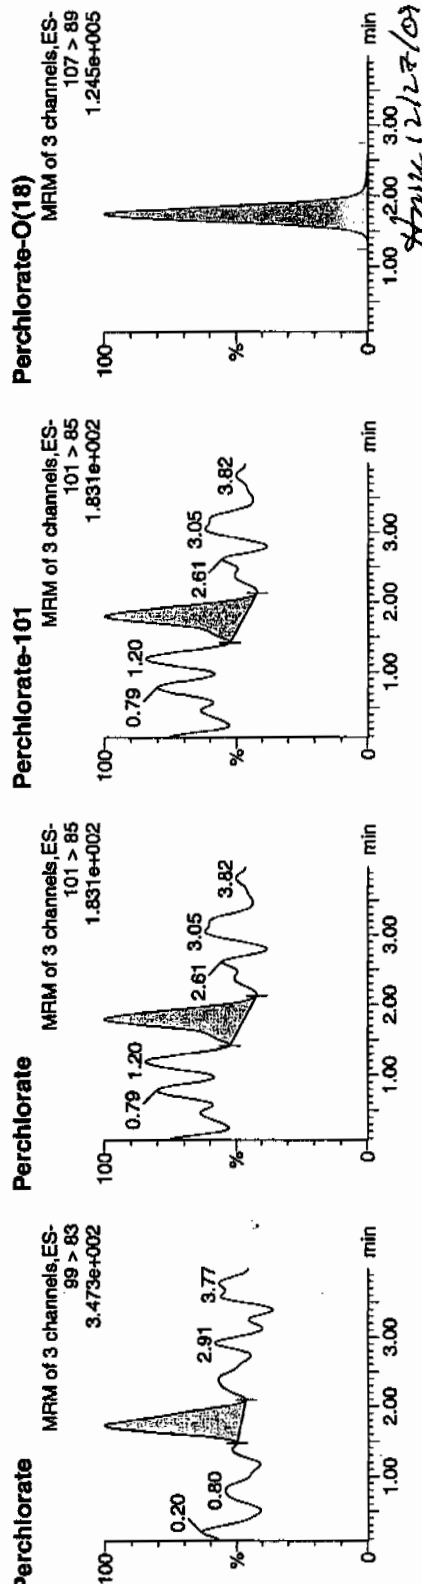 Perchlorate
MRM of 3 channels,ES-
99 > 83
3.473e+002
100
%
0.20
0.80
2.91
3.77
1.00 2.00 3.00 min
Perchlorate
MRM of 3 channels,ES-
101 > 85
1.831e+002
100
%
0
0.79
1.20
2.61
3.05
3.82
1.00 2.00 3.00 min
Perchlorate-101
MRM of 3 channels,ES-
101 > 85
1.831e+002
100
%
0
0.79
1.20
2.61
3.05
3.82
1.00 2.00 3.00 min
Perchlorate-O(18)
MRM of 3 channels,ES-
107 > 89
1.245e+005
100
%
0
1.00 2.00 3.00 min
12/27/09